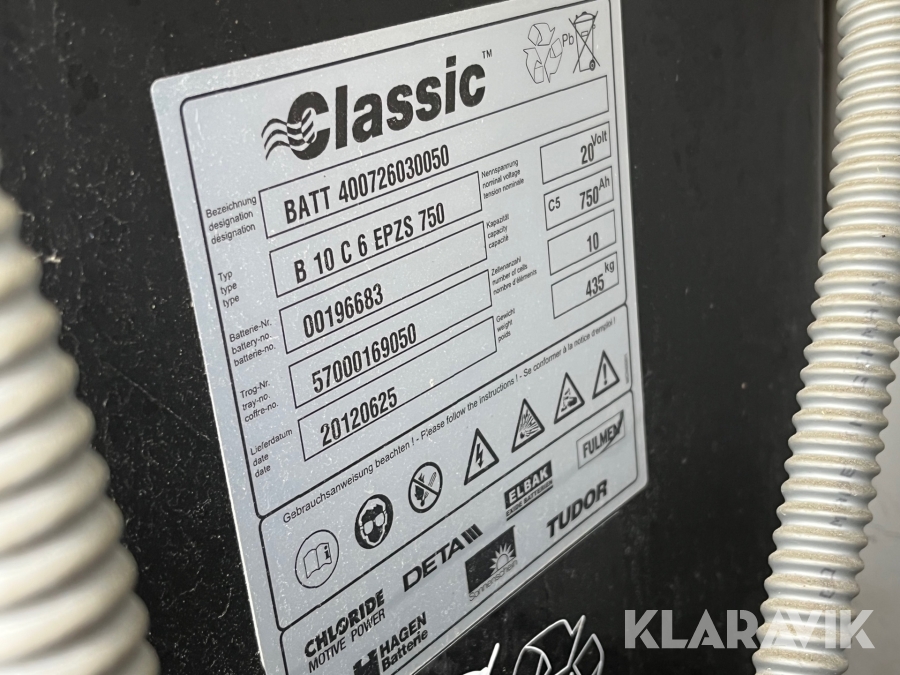 Classic™
Pb
Bezeichnung
designation
désignation
BATT 400726030050
Typ
type
type
B 10 C 6 EPZS 750
Nennspannung
nominal voltage
tension nominale
20 Volt
Batterie-Nr.
battery-no.
batterie-no.
00196683
Kapazität
capacity
capacité
C5 750 Ah
Trog-Nr.
tray-no.
coffre-no.
57000169050
Zellenanzahl
number of cells
nombre d'éléments
10
Lieferdatum
date
date
20120625
Gewicht
weight
poids
435 kg
Gebrauchsanweisung beachten ! - Please follow the instructions ! - Se conformer à la notice d'emploi !
CHLORIDE
MOTIVE POWER
DETA
ELBAK
EXIDE BATTERIER
FULMEN
HAGEN
Batterie
Sonnenschein
TUDOR
KLARAVIK